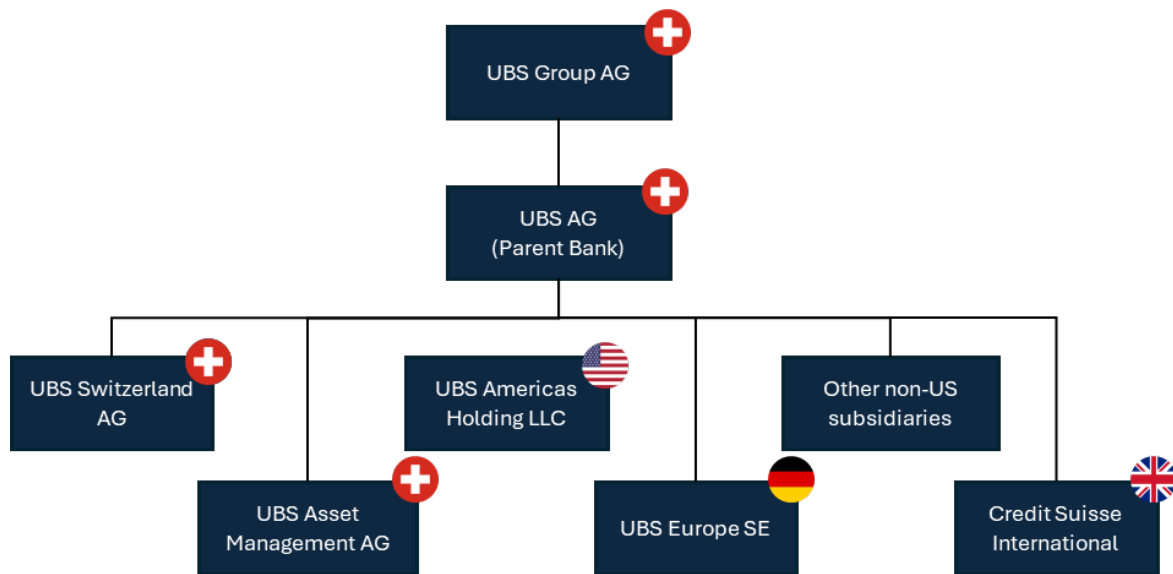 UBS Group AG
UBS AG
(Parent Bank)
UBS Switzerland
AG
UBS Americas
Holding LLC
Other non-US
subsidiaries
UBS Asset
Management AG
UBS Europe SE
Credit Suisse
International